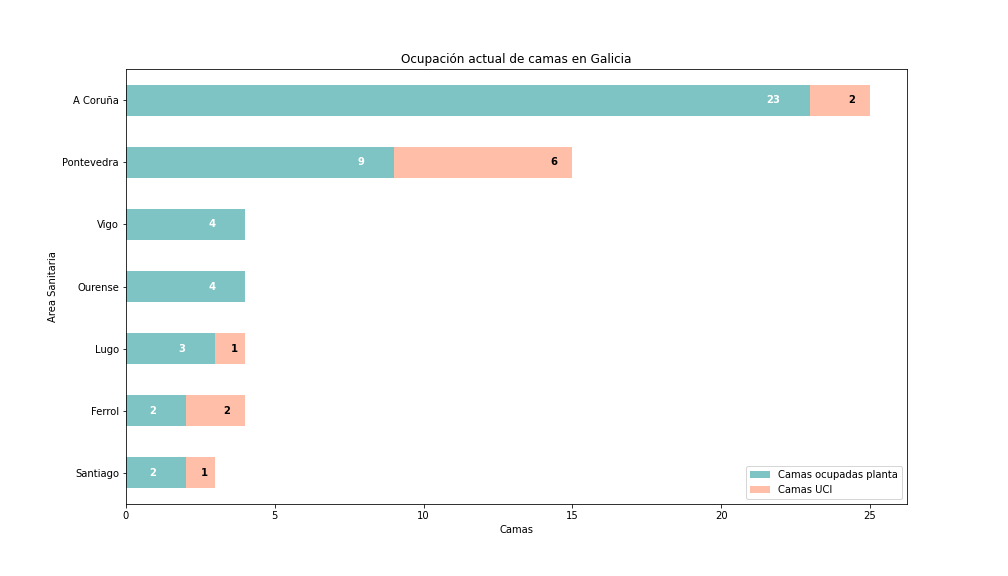 Ocupación actual de camas en Galicia
A Coruña
23
2
Pontevedra
9
6
Vigo
4
Ourense
4
Lugo
3
1
Ferrol
2
2
Santiago
2
1
Area Sanitaria
Camas ocupadas planta
Camas UCI
0
5
10
15
20
25
Camas